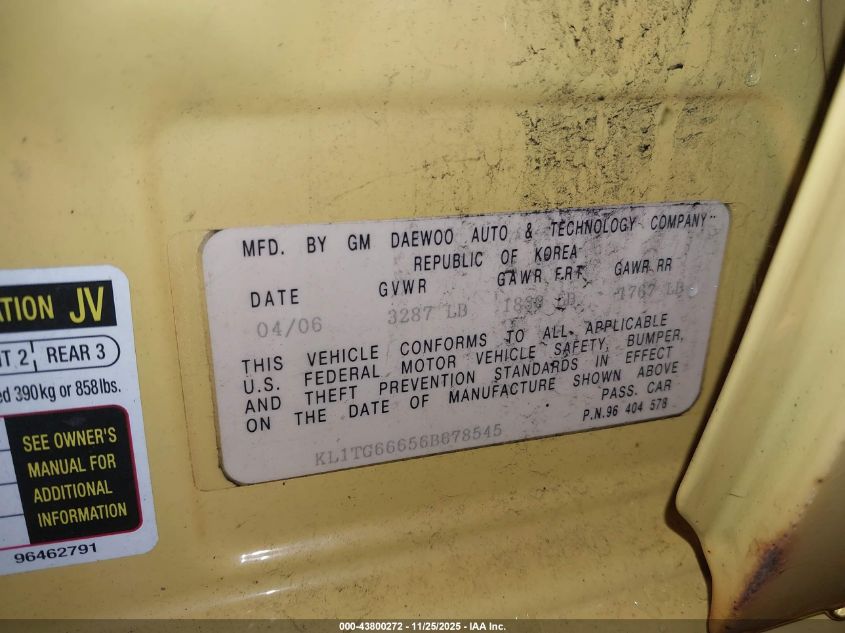 MFD. BY GM DAEWOO AUTO & TECHNOLOGY COMPANY
REPUBLIC OF KOREA
DATE GVWR GAWR FRT GAWR RR
04/06 3287 LB LB 1767 LB
THIS VEHICLE CONFORMS TO ALL APPLICABLE
U.S. FEDERAL MOTOR VEHICLE SAFETY, BUMPER,
AND THEFT PREVENTION STANDARDS IN EFFECT
ON THE DATE OF MANUFACTURE SHOWN ABOVE
PASS. CAR
P.N.96 404 578
KL1TG66656B678545
ATION JV
T 2 REAR 3
ed 390kg or 858lbs.
SEE OWNER'S
MANUAL FOR
ADDITIONAL
INFORMATION
96462791
000-43800272 - 11/25/2025 - IAA Inc.